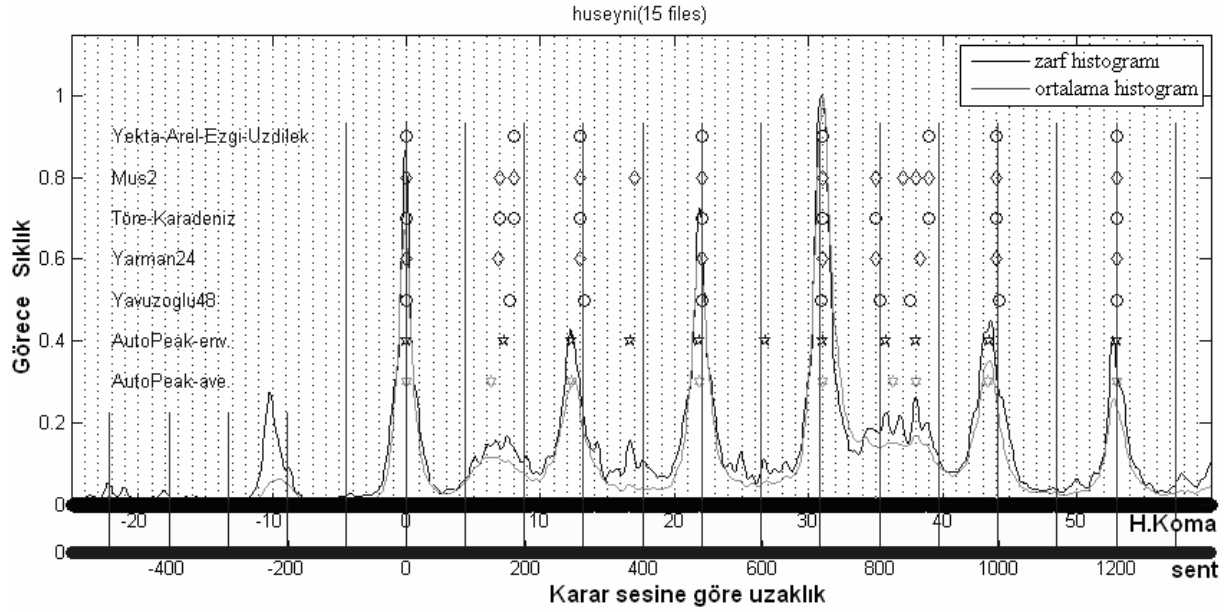 huseyni(15 files)
zarf histogramı
ortalama histogram
Görece Sıklık
1
0.8
0.6
0.4
0.2
0
0
Yekta-Arel-Ezgi-Uzdilek
Mus2
Töre-Karadeniz
Yarman24
Yavuzoglu48
AutoPeak-env.
AutoPeak-ave.
-20 -10 0 10 20 30 40 50 H.Koma
-400 -200 0 200 400 600 800 1000 1200 sent
Karar sesine göre uzaklık